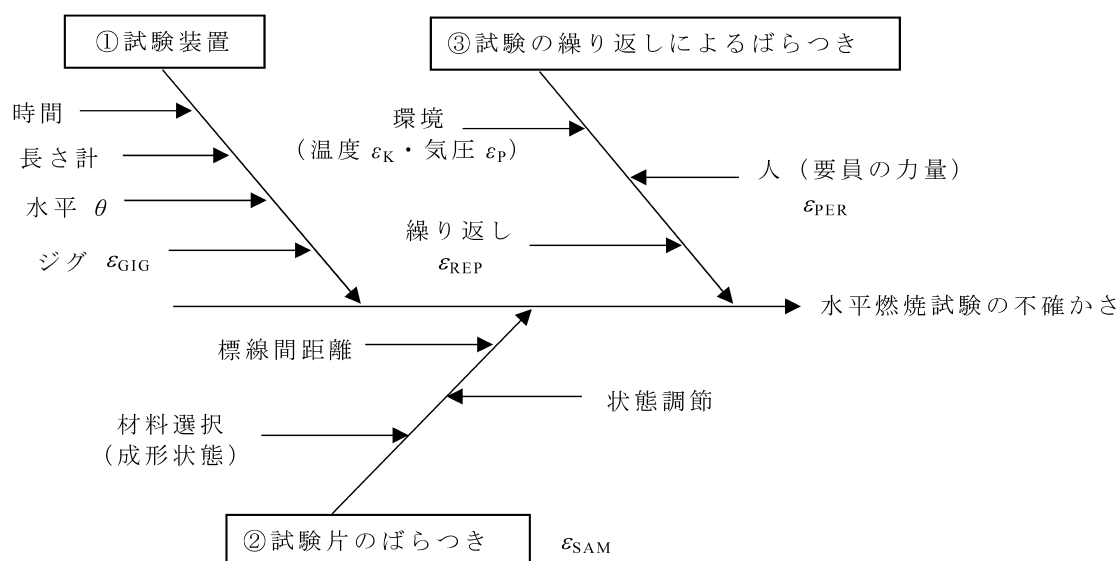 ①試験装置
③試験の繰り返しによるばらつき
時間
長さ計
水平 θ
ジグ εGIG
環境
（温度 εK・気圧 εP）
人（要員の力量）
εPER
繰り返し
εREP
水平燃焼試験の不確かさ
標線間距離
状態調節
材料選択
（成形状態）
②試験片のばらつき
εSAM